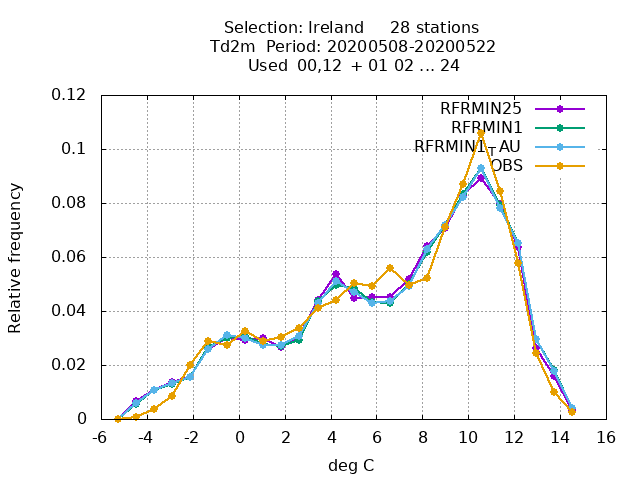 Selection: Ireland 28 stations
Td2m Period: 20200508-20200522
Used 00,12 + 01 02 ... 24
0.12
0.1
0.08
0.06
0.04
0.02
0
Relative frequency
RFRMIN25
RFRMIN1
RFRMIN1_TAU
OBS
-6 -4 -2 0 2 4 6 8 10 12 14 16
deg C